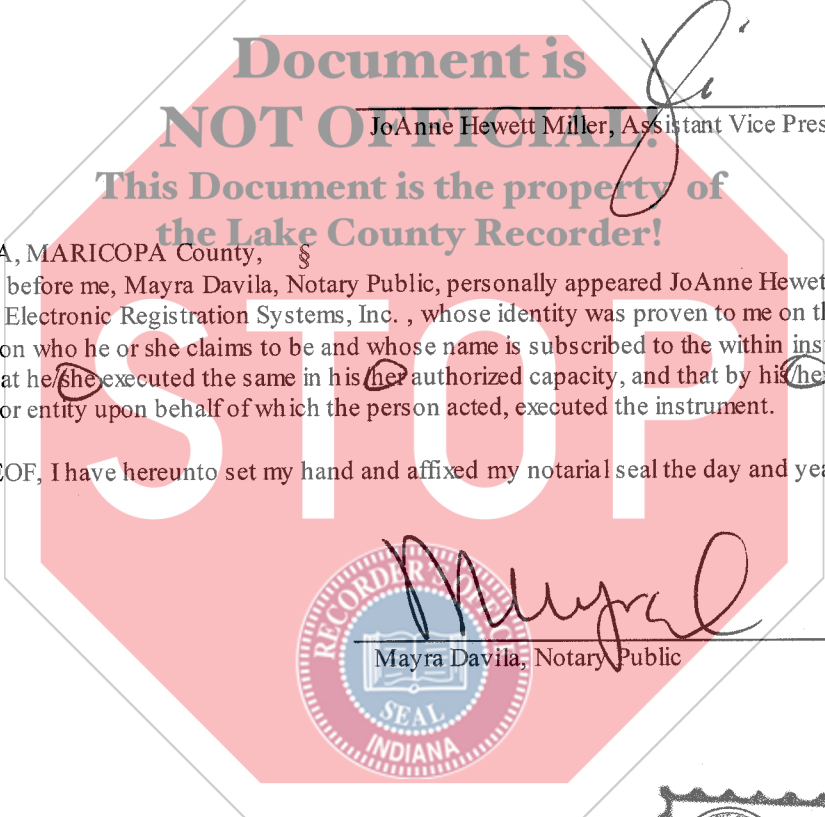 Document is
NOT OFFICIAL!
JoAnne Hewett Miller, Assistant Vice Pres
This Document is the property of
the Lake County Recorder!
A, MARICOPA County, §
before me, Mayra Davila, Notary Public, personally appeared JoAnne Hewet
Electronic Registration Systems, Inc. , whose identity was proven to me on th
on who he or she claims to be and whose name is subscribed to the within ins
at he/she executed the same in his/her authorized capacity, and that by his/he
or entity upon behalf of which the person acted, executed the instrument.
EOF, I have hereunto set my hand and affixed my notarial seal the day and yea
STOP
Mayra Davila, Notary Public
RECORDER'S OFFICE
SEAL
INDIANA